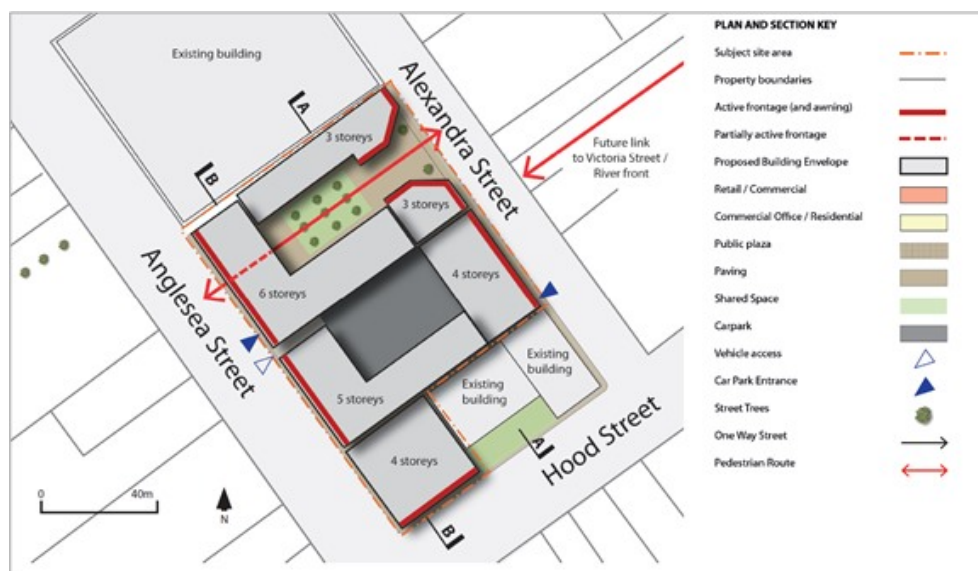 Existing building
A
B
3 storeys
Alexandra Street
Future link
to Victoria Street /
River front
3 storeys
4 storeys
6 storeys
Anglesea Street
Existing
building
Existing
building
5 storeys
4 storeys
A
Hood Street
B
0
40m
N
PLAN AND SECTION KEY
Subject site area
Property boundaries
Active frontage (and awning)
Partially active frontage
Proposed Building Envelope
Retail / Commercial
Commercial Office / Residential
Public plaza
Paving
Shared Space
Carpark
Vehicle access
Car Park Entrance
Street Trees
One Way Street
Pedestrian Route